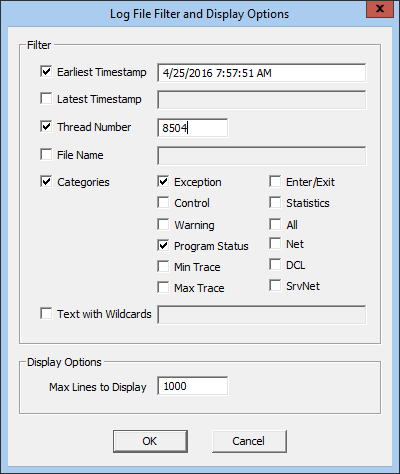 Log File Filter and Display Options
x
Filter
Earliest Timestamp 4/25/2016 7:57:51 AM
Latest Timestamp
Thread Number 8504
File Name
Categories Exception Enter/Exit
Control Statistics
Warning All
Program Status Net
Min Trace DCL
Max Trace SrvNet
Text with Wildcards
Display Options
Max Lines to Display 1000
OK Cancel